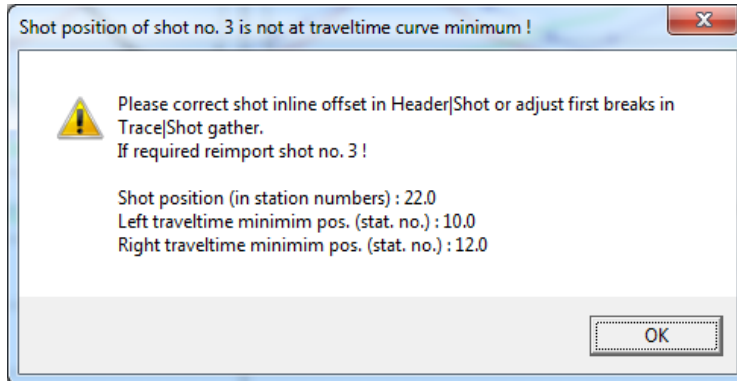 Shot position of shot no. 3 is not at traveltime curve minimum !
Please correct shot inline offset in Header|Shot or adjust first breaks in
Trace|Shot gather.
If required reimport shot no. 3 !
Shot position (in station numbers) : 22.0
Left traveltime minimim pos. (stat. no.) : 10.0
Right traveltime minimim pos. (stat. no.) : 12.0
OK